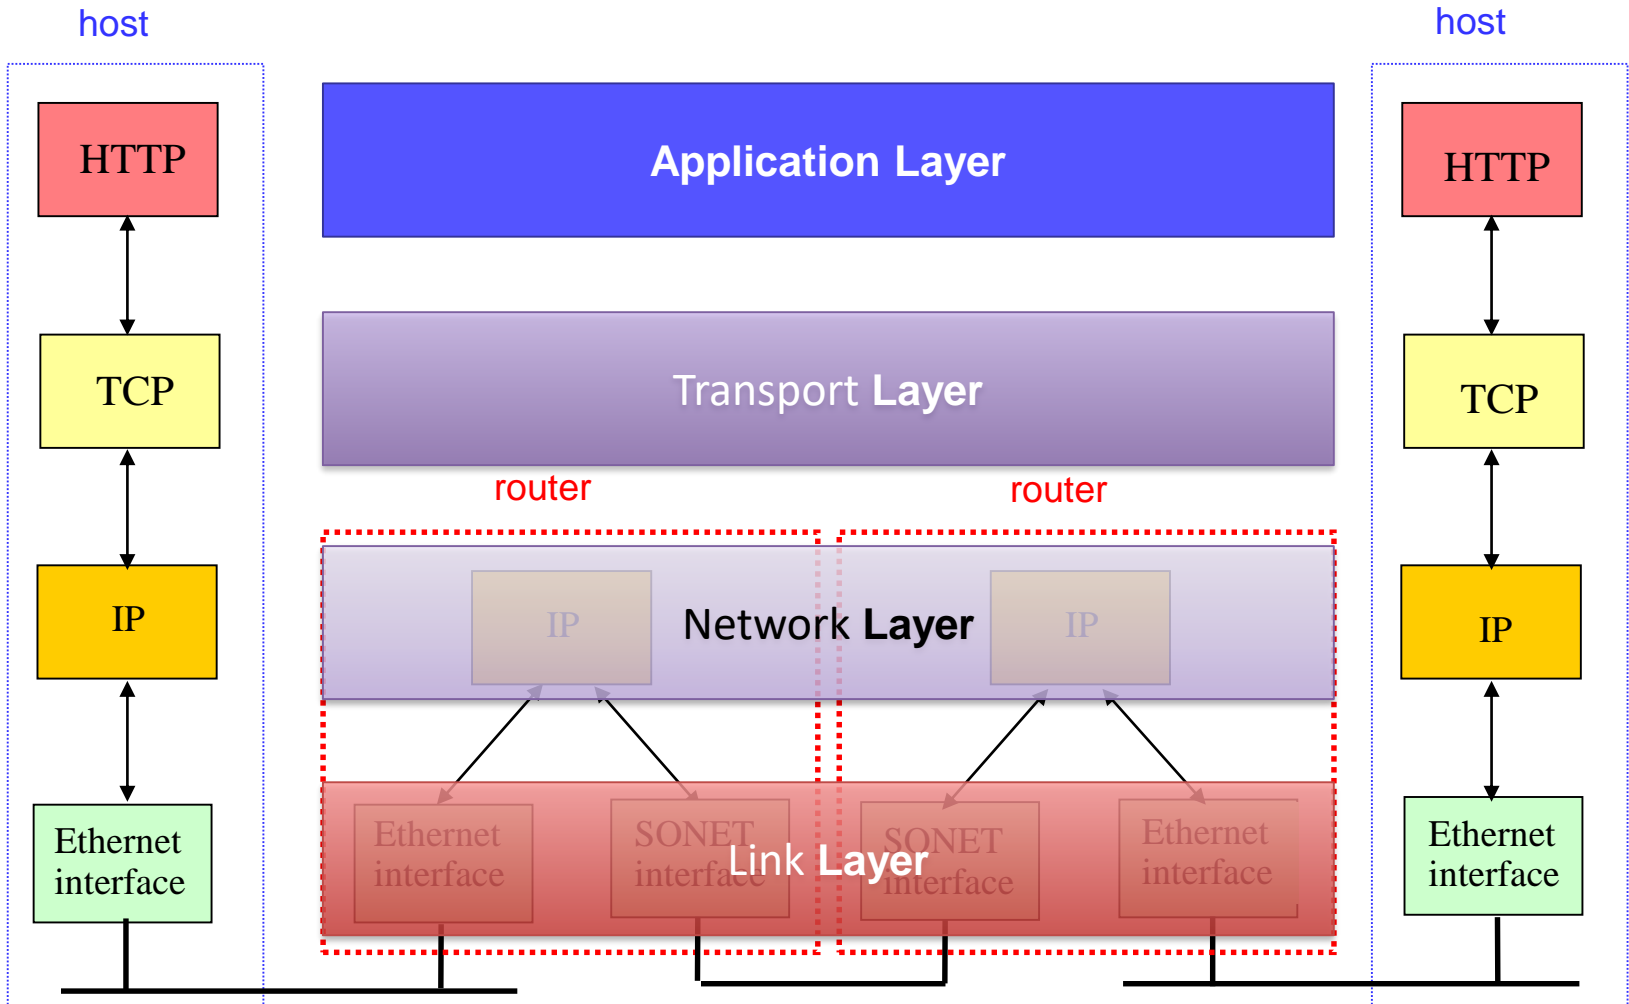 host
host
HTTP
Application Layer
HTTP
TCP
Transport Layer
TCP
router
router
IP
IP
Network Layer
IP
IP
Ethernet
interface
Ethernet
interface
SONET
interface
Link Layer
SONET
interface
Ethernet
interface
Ethernet
interface